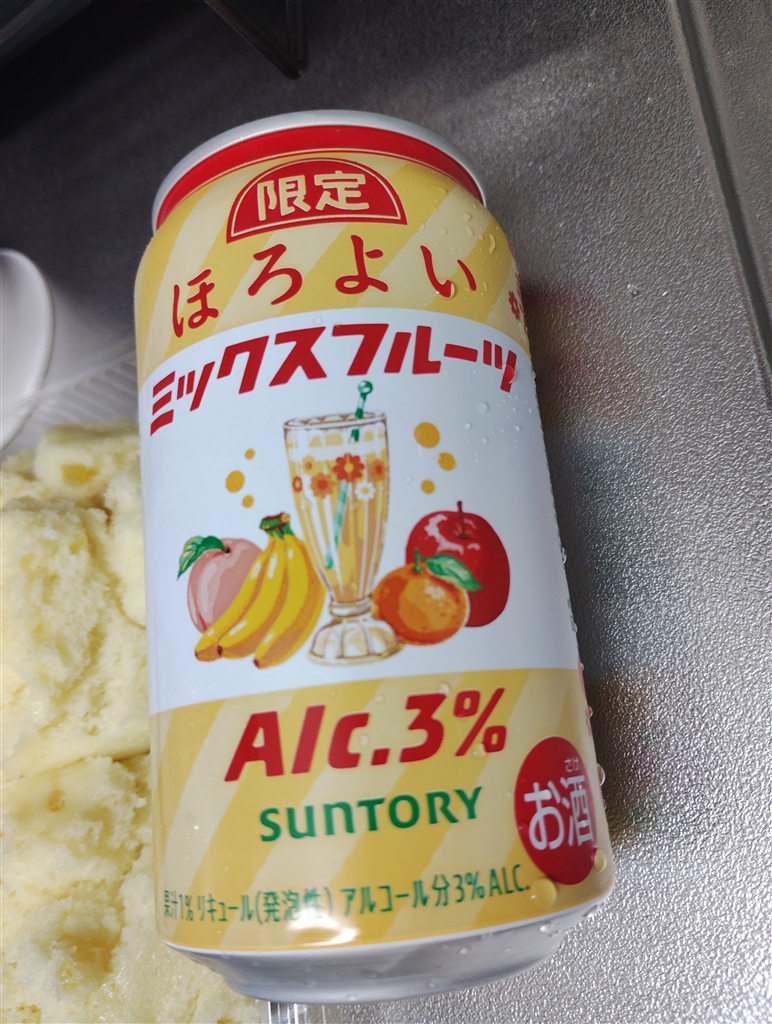 限定
ほろよい
ミックスフルーツ
Alc.3%
SUNTORY
さけ
お酒
果汁1% リキュール(発泡性) アルコール分3% ALC.